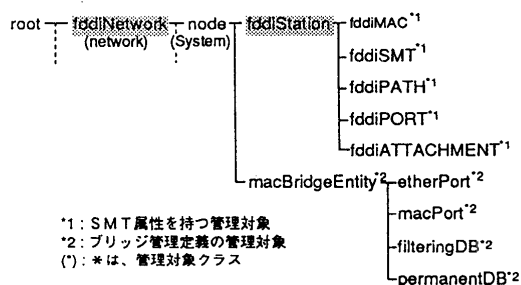 root fddiNetwork node fddiStation fddiMAC*1
(network) (System)
fddiSMT*1
fddiPATH*1
fddiPORT*1
fddiATTACHMENT*1
macBridgeEntity*2 etherPort*2
macPort*2
filteringDB*2
permanentDB*2
*1:SMT属性を持つ管理対象
*2:ブリッジ管理定義の管理対象
(*):*は、管理対象クラス